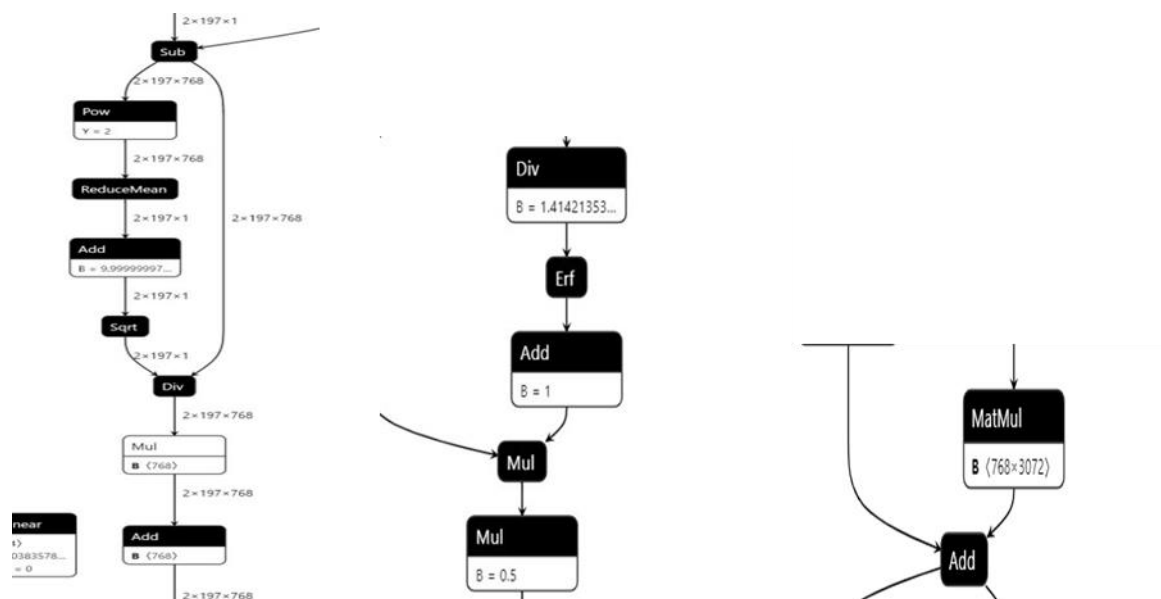 2×197×1
Sub
2×197×768
Pow
Y = 2
2×197×768
ReduceMean
2×197×1
2×197×768
Add
B = 9.99999997...
2×197×1
Sqrt
2×197×1
Div
2×197×768
Mul
B ⟨768⟩
2×197×768
near
0383578...
= 0
Add
B ⟨768⟩
2×197×768
Div
B = 1.41421353...
Erf
Add
B = 1
Mul
Mul
B = 0.5
MatMul
B ⟨768×3072⟩
Add